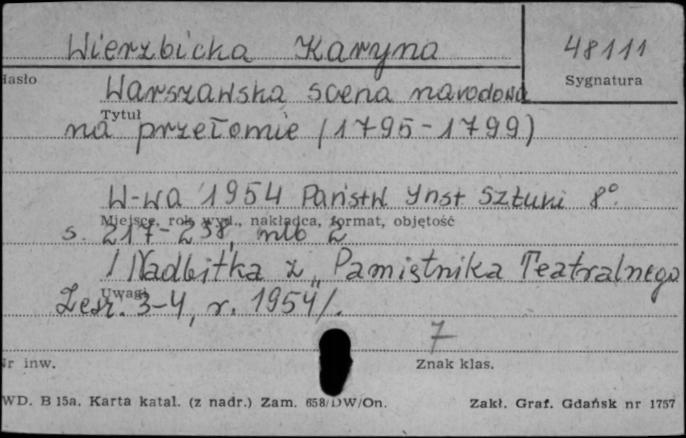 Wierzbicka Karyna
48111
Hasło
Sygnatura
Warszawska scena narodowa
Tytuł
na przełomie (1795-1799)
W-wa 1954 Państw. Inst Sztuki 8°
Miejsce, rok wyd., nakładca, format, objętość
s. 217-238, nlb 2
/Nadbitka z „Pamiętnika Teatralnego
Uwagi
Zesz. 3-4, r. 1954/.
7
Nr inw.
Znak klas.
WD. B 15a. Karta katal. (z nadr.) Zam. 658/DW/On.
Zakł. Graf. Gdańsk nr 1757